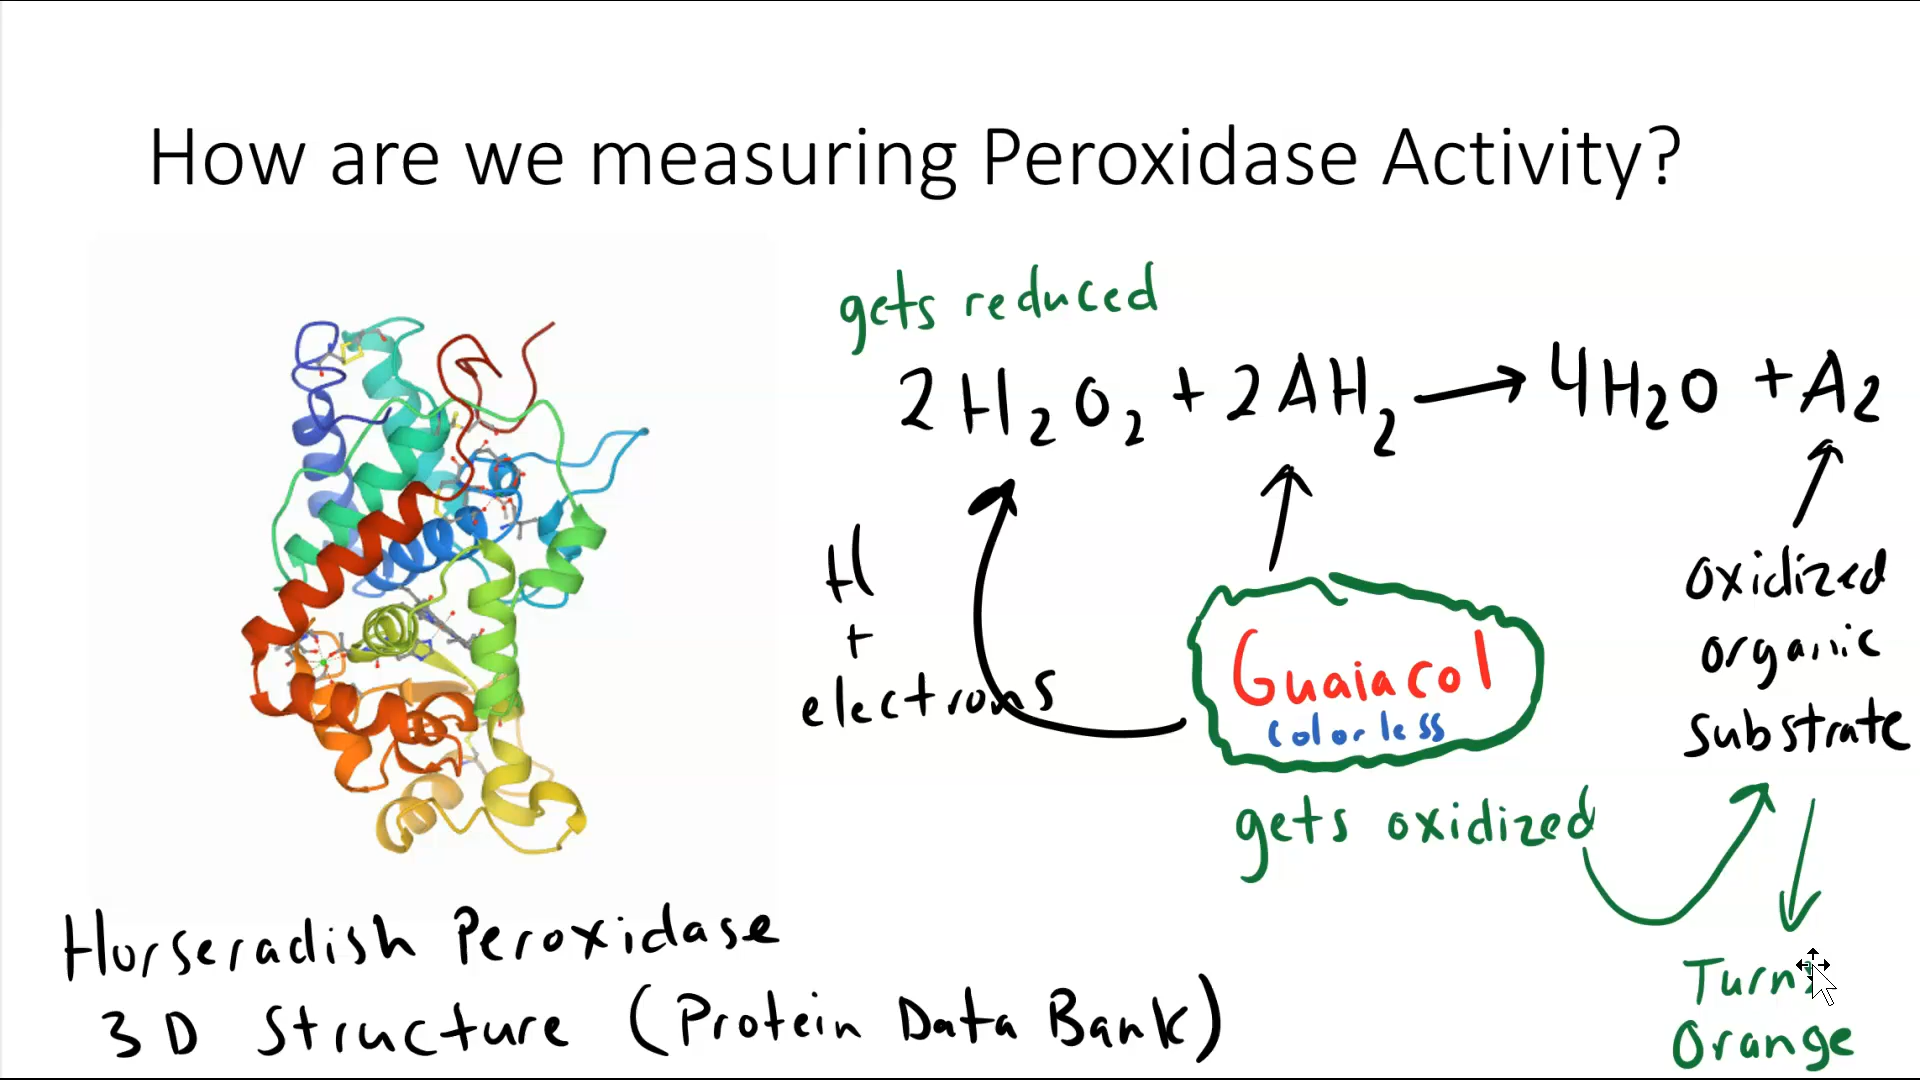 How are we measuring Peroxidase Activity?
gets reduced
2H₂O₂ + 2AH₂ → 4H₂O + A₂
H
+
electrons
Guaiacol
colorless
gets oxidized
oxidized
organic
substrate
Turns
Orange
Horseradish Peroxidase
3D Structure (Protein Data Bank)